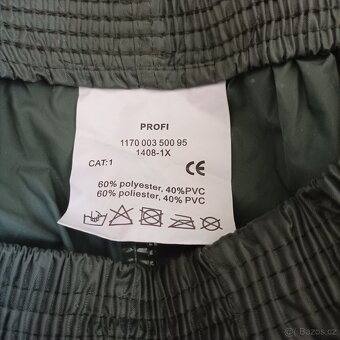 PROFI
1170 003 500 95
1408-1X
CAT:1 CE
60% polyester, 40%PVC
60% poliester, 40%PVC
Bazos.cz